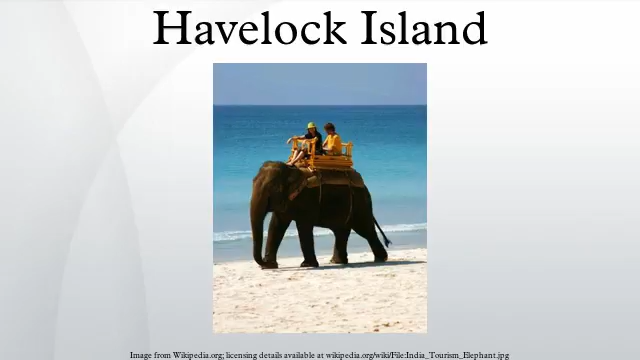 Havelock Island
Image from Wikipedia.org; licensing details available at wikipedia.org/wiki/File:India_Tourism_Elephant.jpg